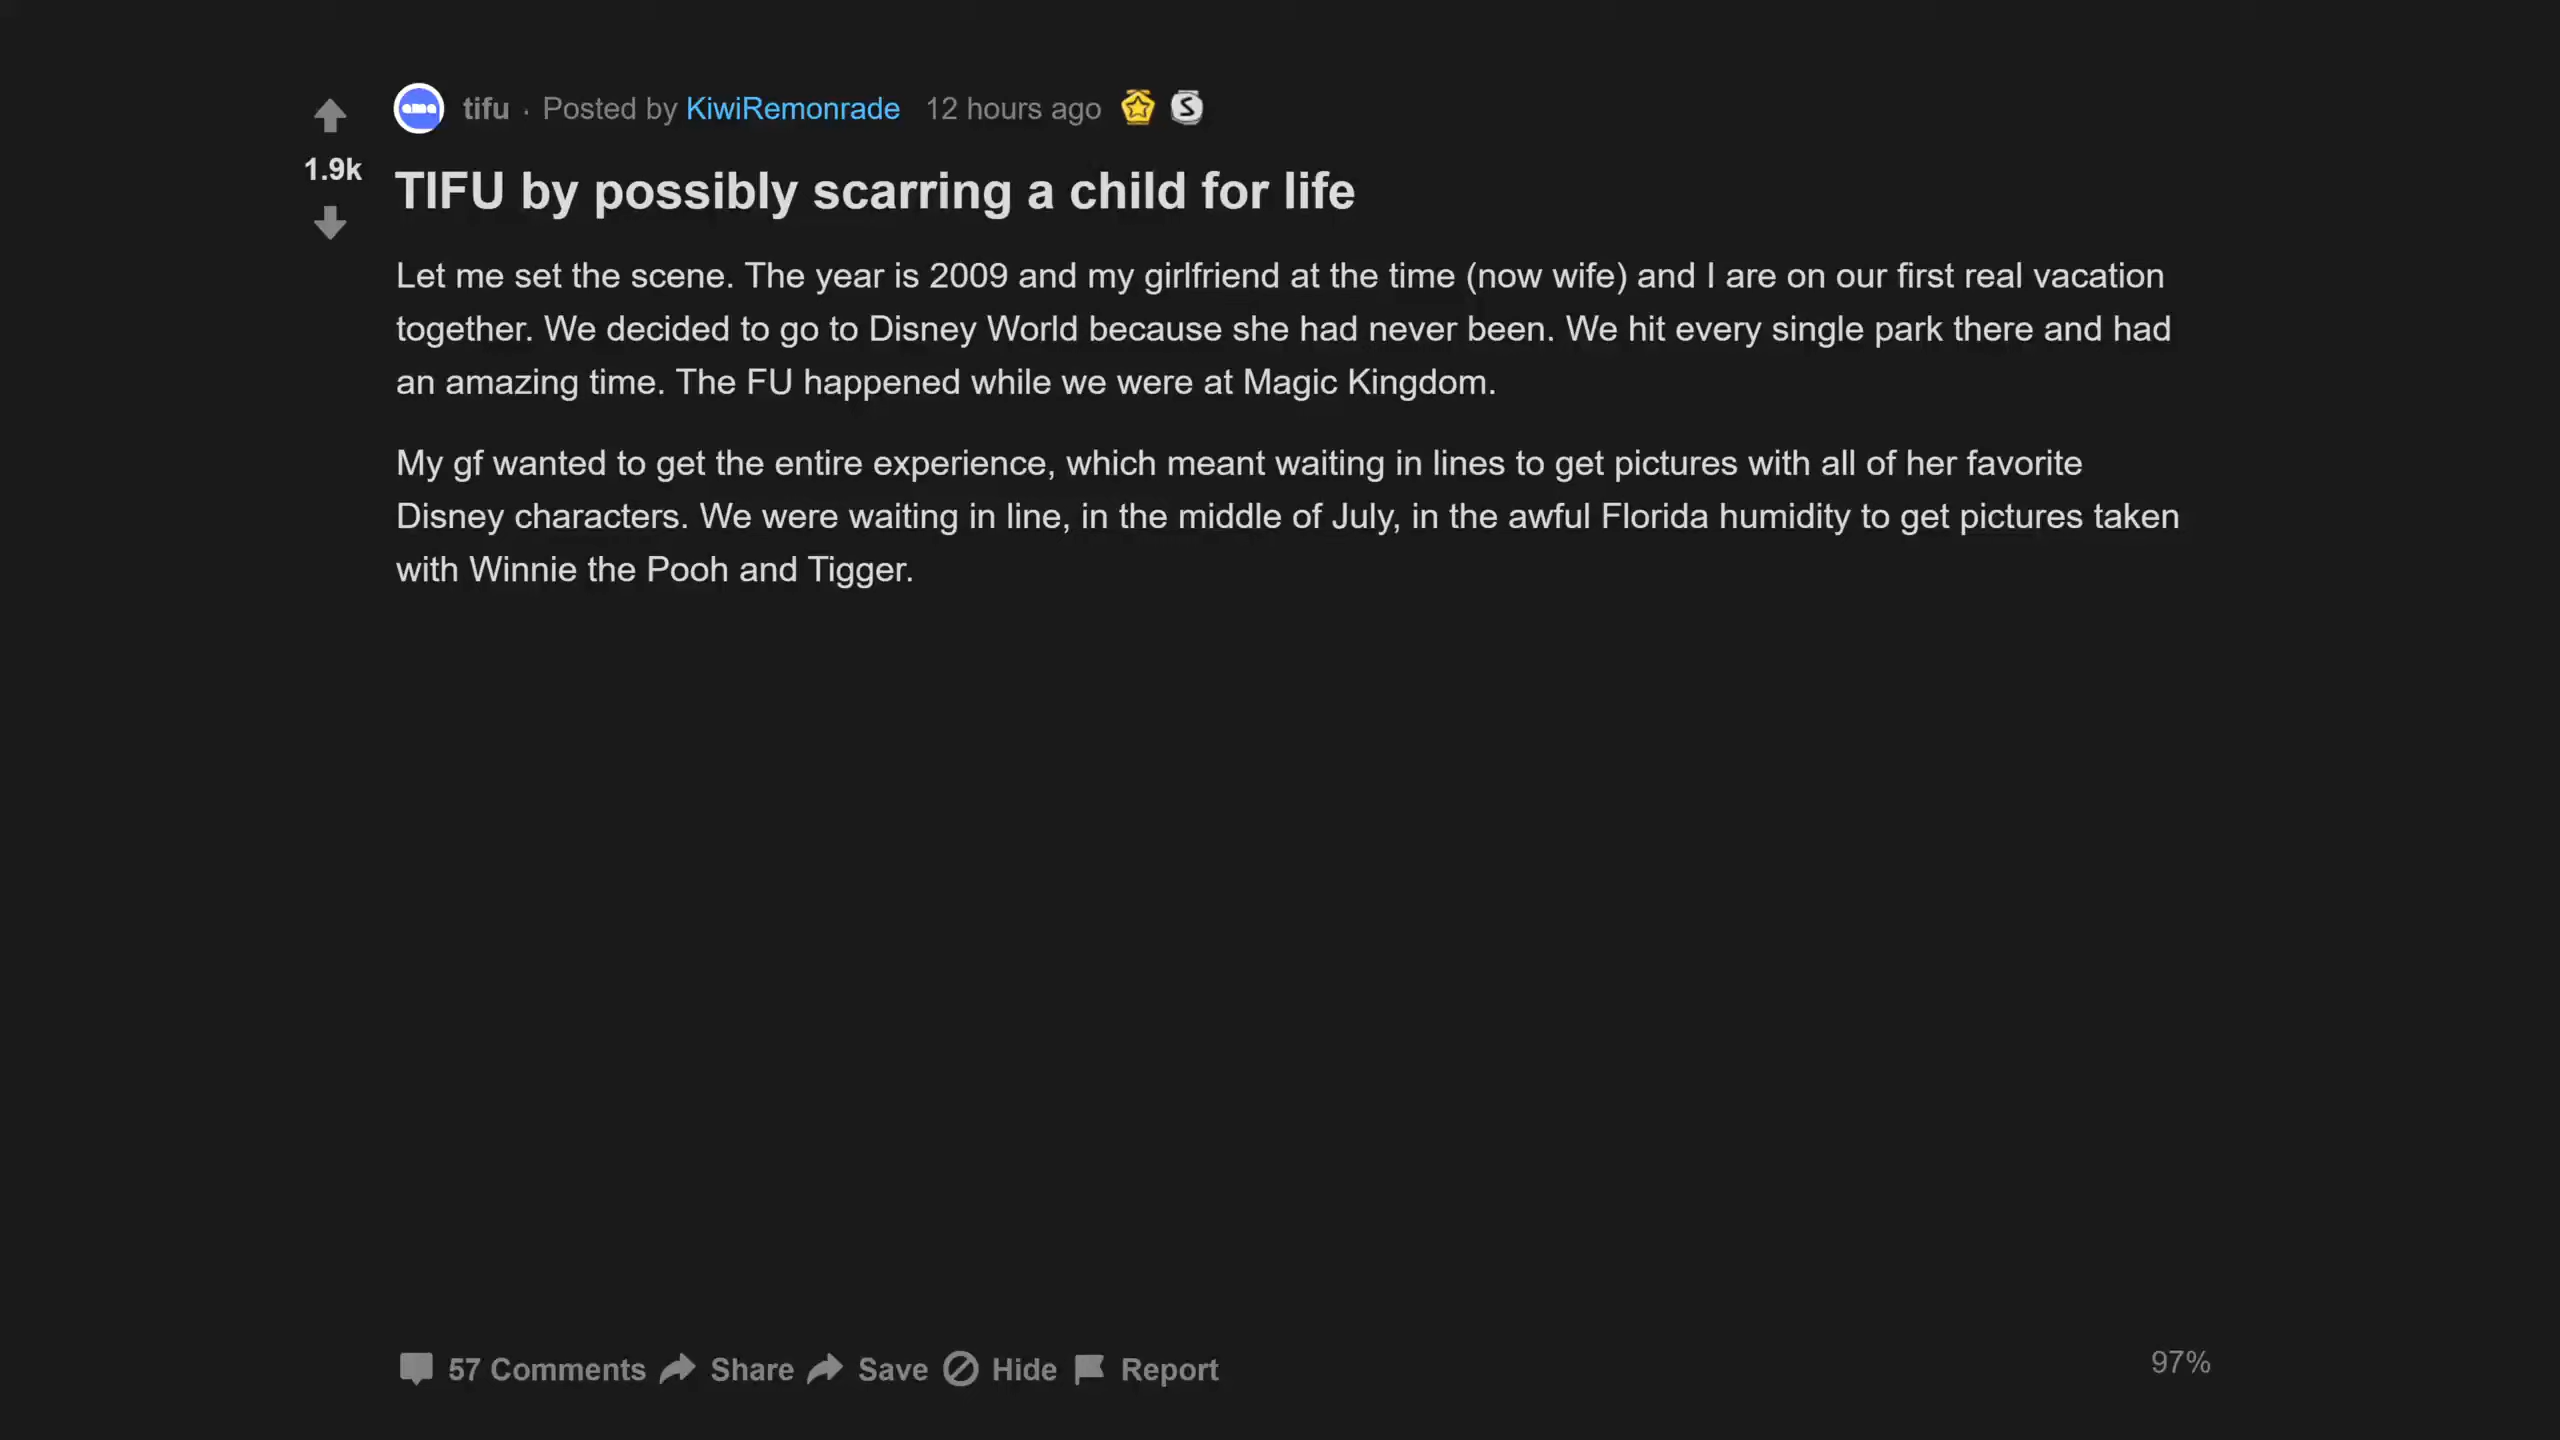 tifu · Posted by KiwiRemonrade 12 hours ago
1.9k
TIFU by possibly scarring a child for life
Let me set the scene. The year is 2009 and my girlfriend at the time (now wife) and I are on our first real vacation
together. We decided to go to Disney World because she had never been. We hit every single park there and had
an amazing time. The FU happened while we were at Magic Kingdom.
My gf wanted to get the entire experience, which meant waiting in lines to get pictures with all of her favorite
Disney characters. We were waiting in line, in the middle of July, in the awful Florida humidity to get pictures taken
with Winnie the Pooh and Tigger.
57 Comments Share Save Hide Report
97%